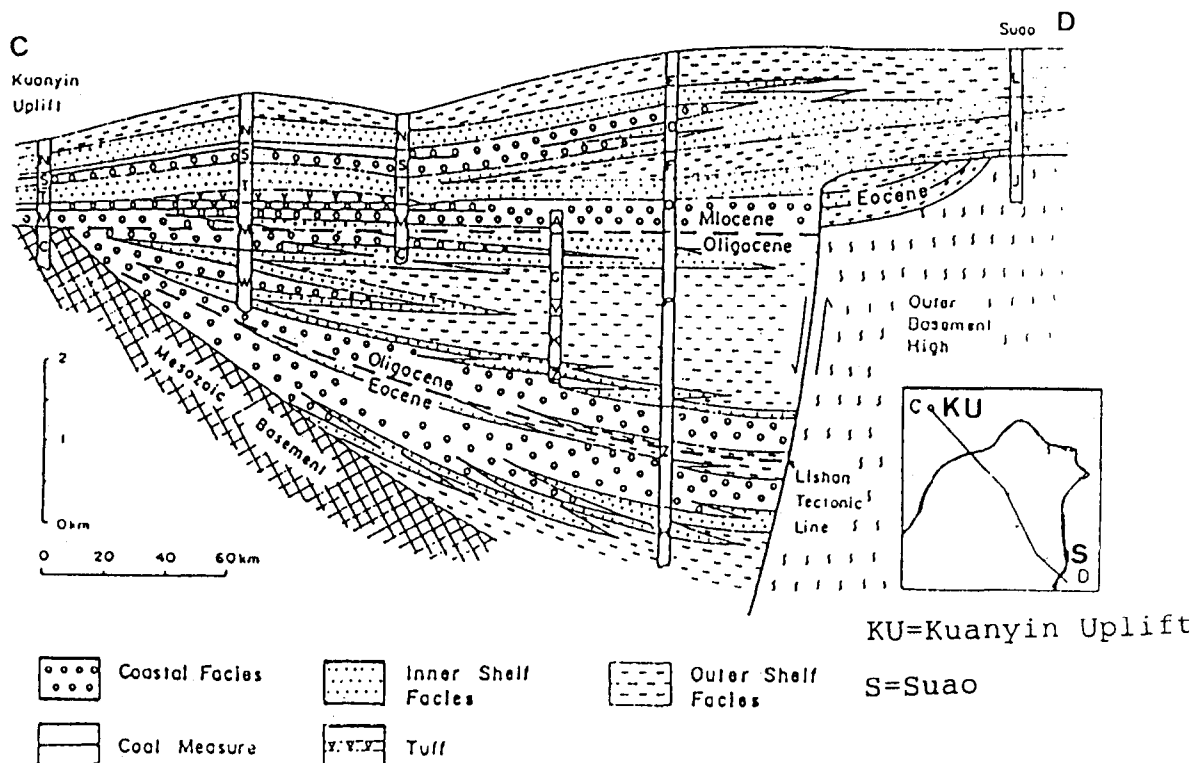 C
D
Kuanyin
Uplift
Suao
Miocene
Oligocene
Eocene
Oligocene
Eocene
Mesozoic
Basement
Outer
Basement
High
Lishan
Tectonic
Line
2
1
0km
0 20 40 60km
C KU
S
D
KU=Kuanyin Uplift
S=Suao
Coastal Facies
Inner Shelf
Facies
Outer Shelf
Facies
Coal Measure
Tuff